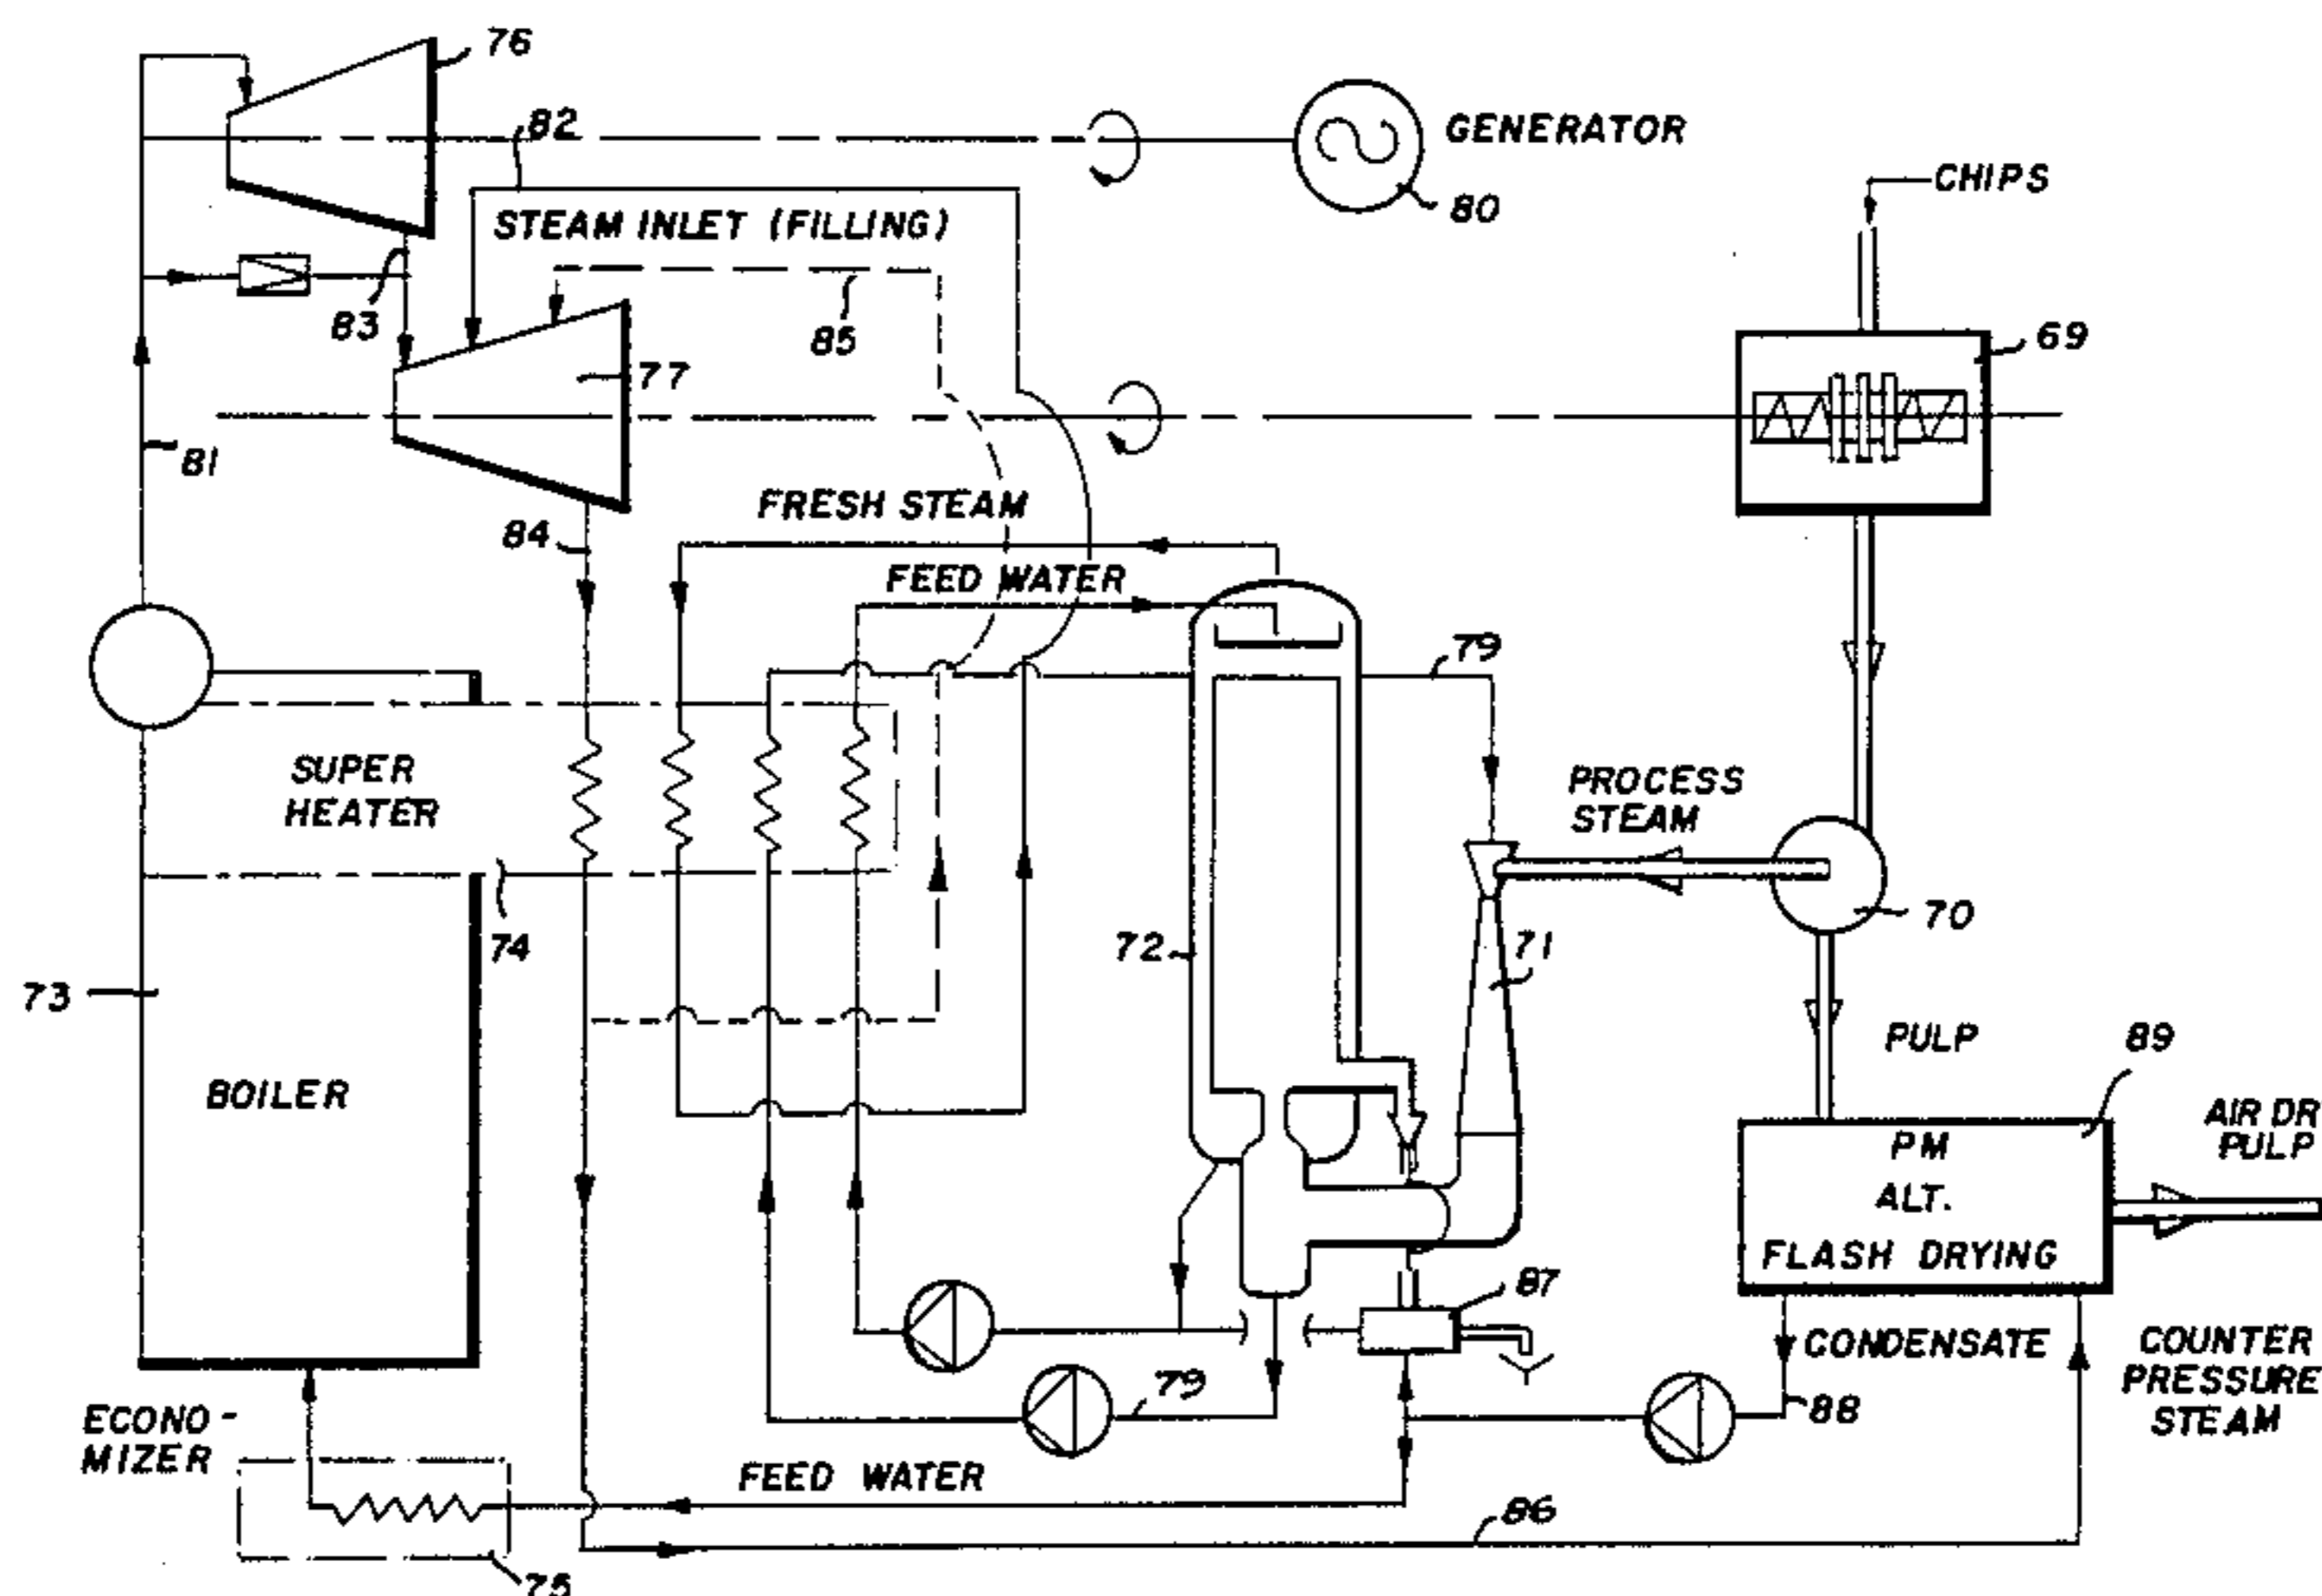 76
82
GENERATOR
80
CHIPS
STEAM INLET (FILLING)
83
85
69
77
81
FRESH STEAM
84
FEED WATER
79
SUPER
HEATER
PROCESS
STEAM
70
74
72
71
73
PULP
89
BOILER
AIR DR
PULP
PM
ALT.
FLASH DRYING
87
CONDENSATE
COUNTER
PRESSURE
STEAM
79
88
ECONO-
MIZER
FEED WATER
86
75